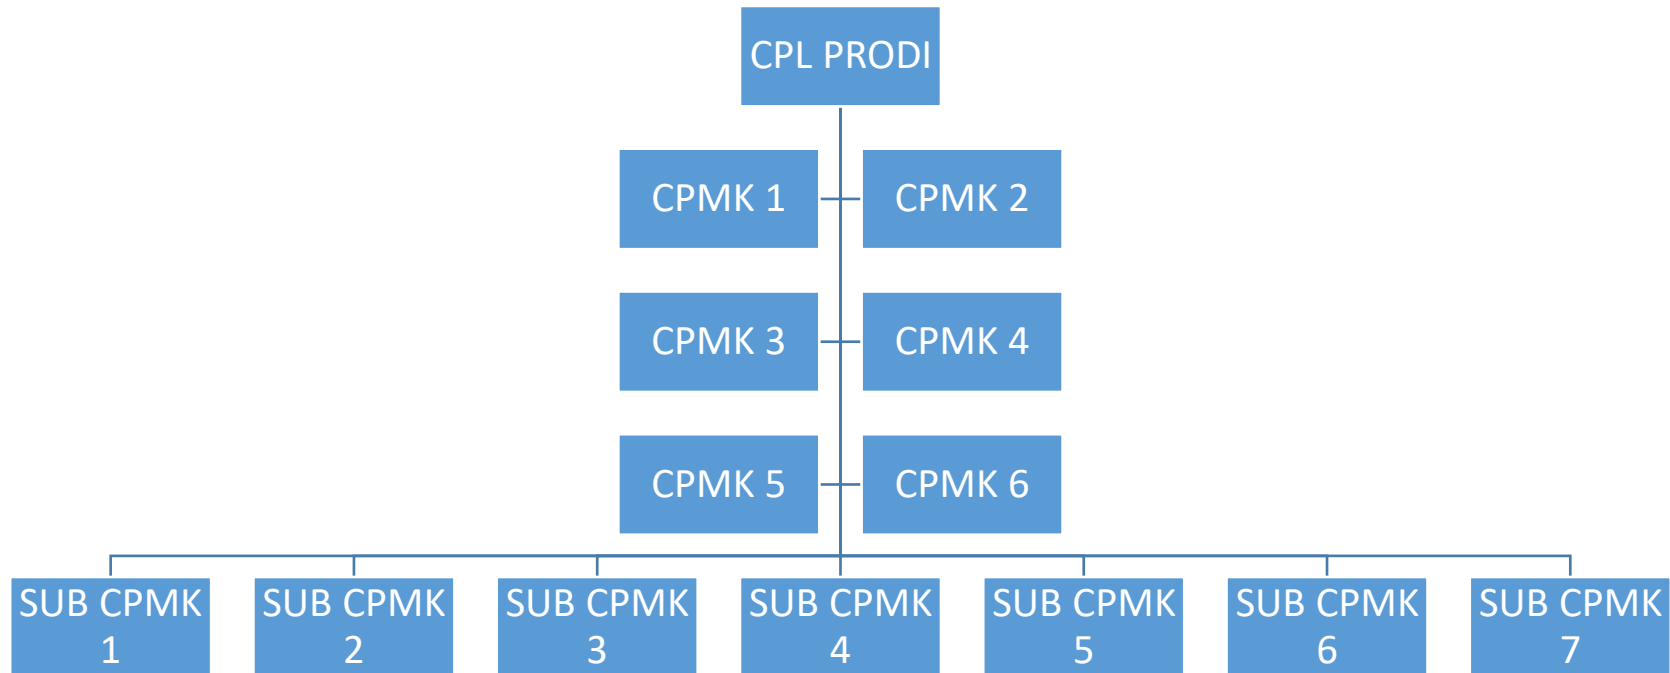 CPL PRODI
CPMK 1
CPMK 2
CPMK 3
CPMK 4
CPMK 5
CPMK 6
SUB CPMK
1
SUB CPMK
2
SUB CPMK
3
SUB CPMK
4
SUB CPMK
5
SUB CPMK
6
SUB CPMK
7